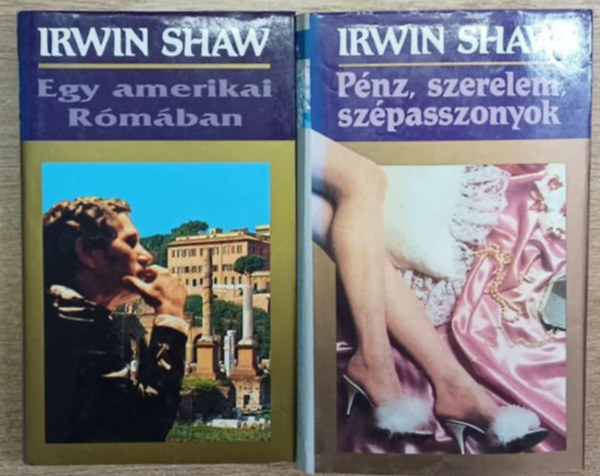 IRWIN SHAW
Egy amerikai
Rómában
IRWIN SHAW
Pénz, szerelem,
szépasszonyok